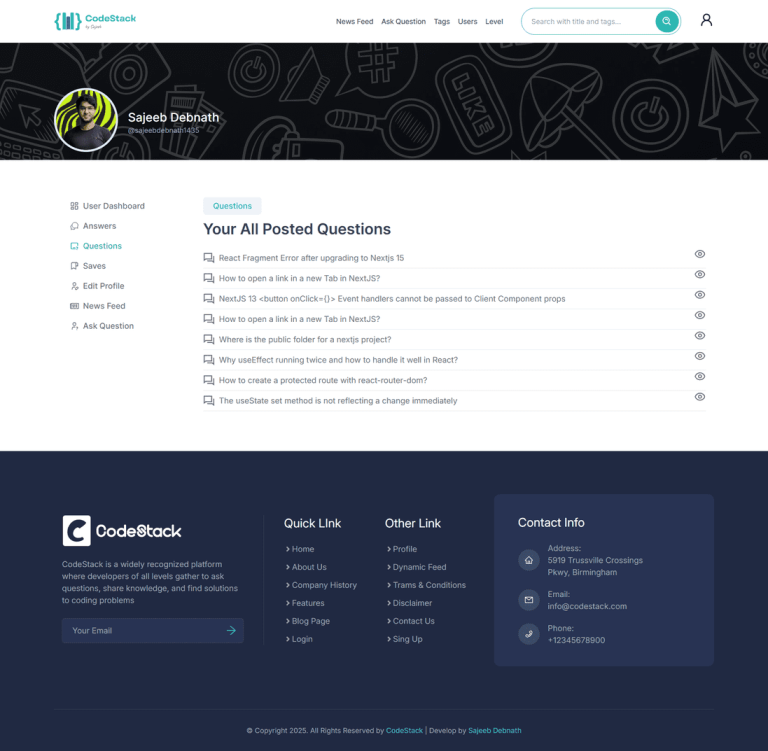 CodeStack
News Feed Ask Question Tags Users Level
Search with title and tags...
LIKE
Sajeeb Debnath
@sajeebdebnath1435
User Dashboard
Answers
Questions
Saves
Edit Profile
News Feed
Ask Question
Questions
Your All Posted Questions
React Fragment Error after upgrading to Nextjs 15
How to open a link in a new Tab in NextJS?
NextJS 13 <button onClick={}> Event handlers cannot be passed to Client Component props
How to open a link in a new Tab in NextJS?
Where is the public folder for a nextjs project?
Why useEffect running twice and how to handle it well in React?
How to create a protected route with react-router-dom?
The useState set method is not reflecting a change immediately
CodeStack
CodeStack is a widely recognized platform
where developers of all levels gather to ask
questions, share knowledge, and find solutions
to coding problems
Your Email
Quick LInk
Home
About Us
Company History
Features
Blog Page
Login
Other Link
Profile
Dynamic Feed
Trams & Conditions
Disclaimer
Contact Us
Sing Up
Contact Info
Address:
5919 Trussville Crossings
Pkwy, Birmingham
Email:
info@codestack.com
Phone:
+12345678900
© Copyright 2025. All Rights Reserved by CodeStack | Develop by Sajeeb Debnath